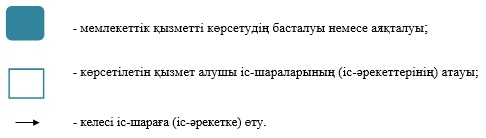 - мемлекеттік қызметті көрсетудің басталуы немесе аяқталуы;
- көрсетілетін қызмет алушы іс-шараларының (іс-әрекеттерінің) атауы;
- келесі іс-шараға (іс-әрекетке) өту.